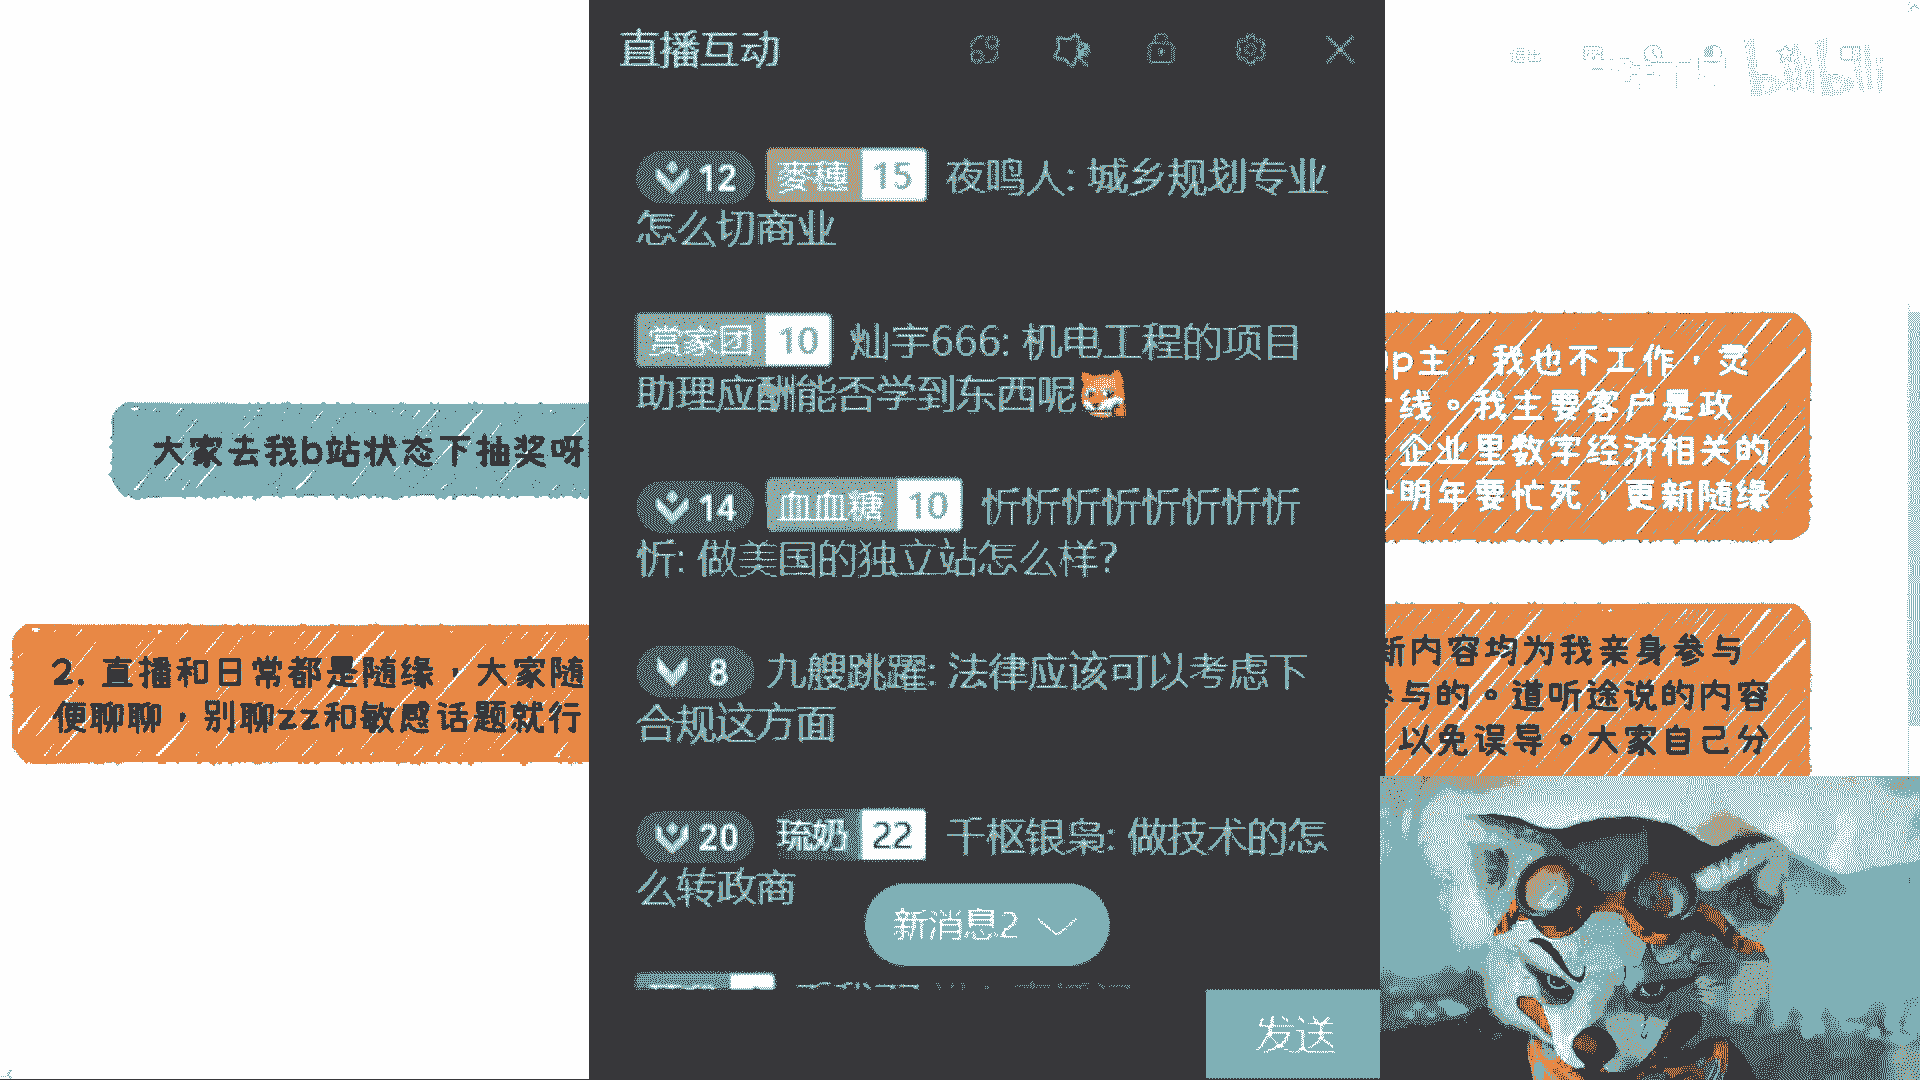 直播互动
bilibili
12 麥穗 15 夜鸣人: 城乡规划专业
怎么切商业
赏家团 10 灿宇666: 机电工程的项目
助理应酬能否学到东西呢
14 血血糖 10 忻忻忻忻忻忻忻忻
忻: 做美国的独立站怎么样?
8 九艘跳躍: 法律应该可以考虑下
合规这方面
20 琉奶 22 千枢银枭: 做技术的怎
么转政商
新消息2
发送
大家去我b站状态下抽奖呀
2. 直播和日常都是随缘，大家随
便聊聊，别聊zz和敏感话题就行
p主，我也不工作，灵
线。我主要客户是政
企业里数字经济相关的
明年要忙死，更新随缘
新内容均为我亲身参与
参与的。道听途说的内容
以免误导。大家自己分